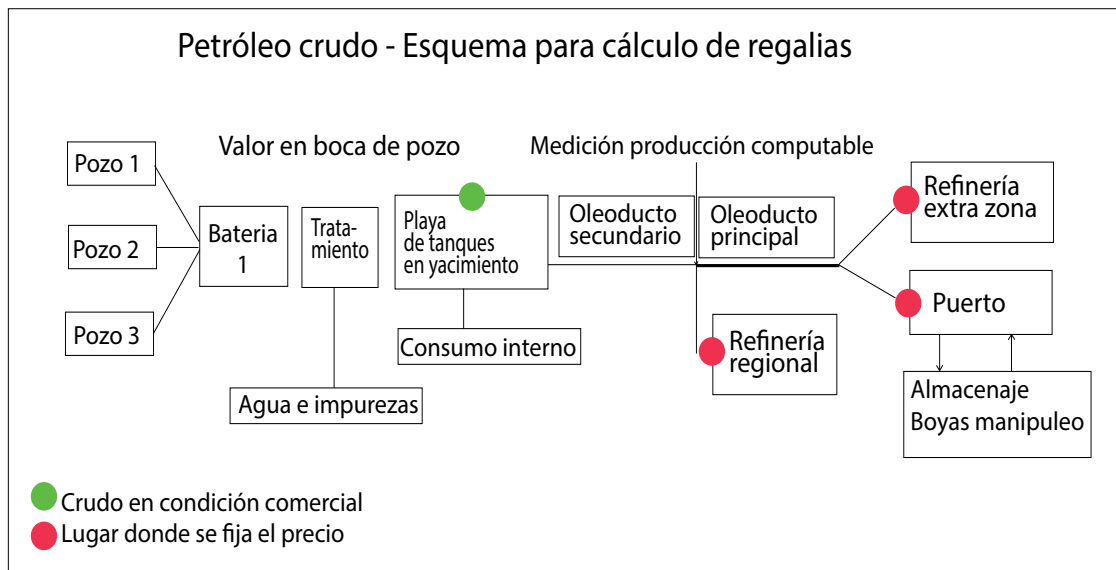 Petróleo crudo - Esquema para cálculo de regalias
Valor en boca de pozo
Medición producción computable
Pozo 1
Pozo 2
Pozo 3
Bateria
1
Trata-
miento
Playa
de tanques
en yacimiento
Oleoducto
secundario
Oleoducto
principal
Refinería
extra zona
Puerto
Consumo interno
Refinería
regional
Agua e impurezas
Almacenaje
Boyas manipuleo
Crudo en condición comercial
Lugar donde se fija el precio